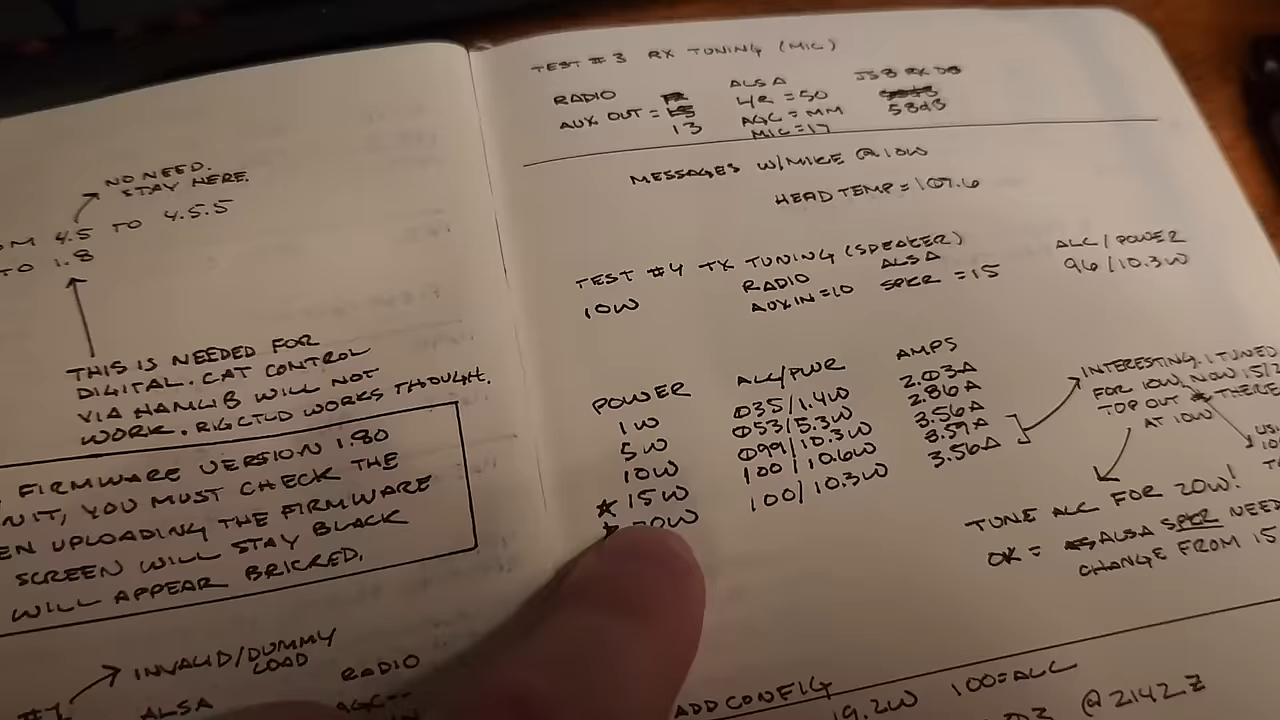 NO NEED.
STAY HERE.
4.5 TO 4.5.5
TO 1.8
THIS IS NEEDED FOR
DIGITAL. CAT CONTROL
VIA HAMLIB WILL NOT
WORK. RIGCTLD WORKS THOUGHT.
FIRMWARE VERSION 1.80
UNIT, YOU MUST CHECK THE
EN UPLOADING THE FIRMWARE
SCREEN WILL STAY BLACK
WILL APPEAR BRICKED.
INVALID/DUMMY
LOAD
RADIO
ALSA
TEST #3 RX TUNING (MIC)
RADIO ALSA JS8 RX DB
AUX OUT = 13 L/R = 50
AGC = MM 58dB
MIC = 17
MESSAGES W/MIKE @ 10W
HEAD TEMP = 107.6
TEST #4 TX TUNING (SPEAKER) ALC/POWER
10W RADIO ALSA 96/10.3W
AUX IN = 10 SPKR = 15
POWER ALC/PWR AMPS
1W 035/1.4W 2.03A
5W 053/5.3W 2.86A
10W 099/10.3W 3.56A
★ 15W 100/10.6W 3.59A
100/10.3W 3.56A
INTERESTING. I TUNED
FOR 10W, NOW 15/2
TOP OUT THERE
AT 10W
TUNE ALC FOR 20W!
OK = ALSA SPKR NEED
CHANGE FROM 15
ADD CONFIG
19.2W 100=ALC
@ 2142Z